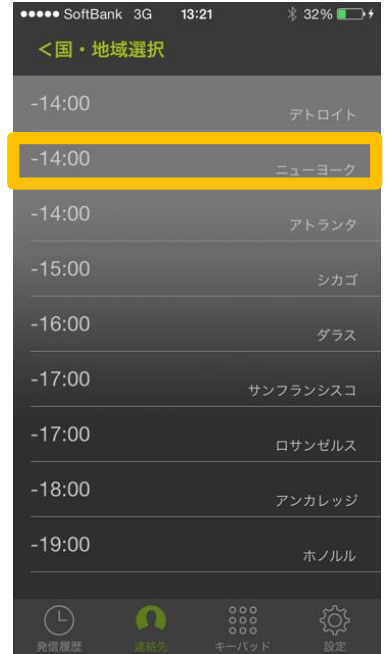 SoftBank 3G 13:21 32%
<国・地域選択
-14:00 デトロイト
-14:00 ニューヨーク
-14:00 アトランタ
-15:00 シカゴ
-16:00 ダラス
-17:00 サンフランシスコ
-17:00 ロサンゼルス
-18:00 アンカレッジ
-19:00 ホノルル
発信履歴 連絡先 キーパッド 設定